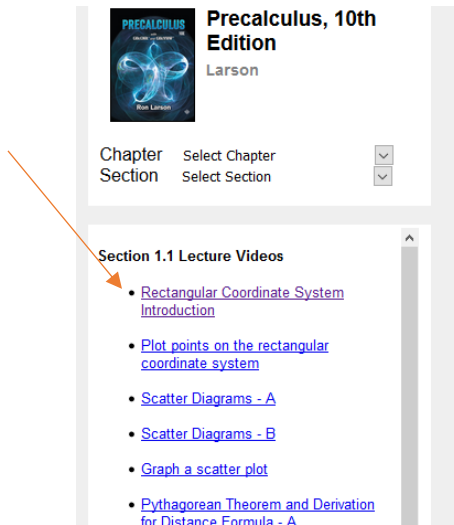 PRECALCULUS
Precalculus, 10th
Edition
Larson
Ron Larson
Chapter Select Chapter
Section Select Section
Section 1.1 Lecture Videos
• Rectangular Coordinate System
Introduction
• Plot points on the rectangular
coordinate system
• Scatter Diagrams - A
• Scatter Diagrams - B
• Graph a scatter plot
• Pythagorean Theorem and Derivation
for Distance Formula - A